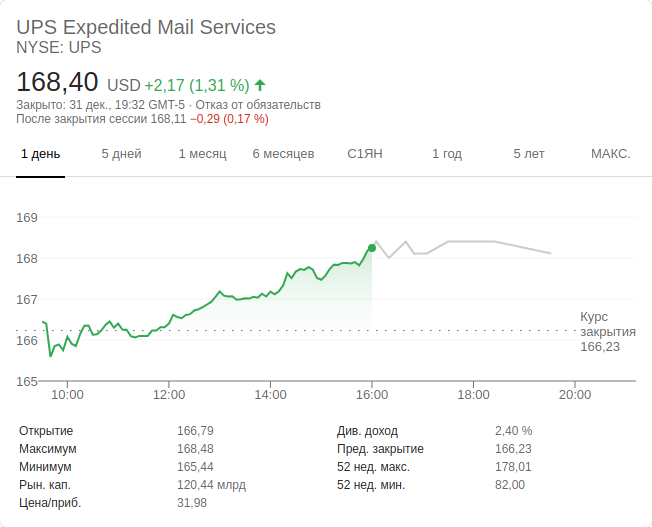 UPS Expedited Mail Services
NYSE: UPS
168,40 USD +2,17 (1,31 %)
Закрыто: 31 дек., 19:32 GMT-5 · Отказ от обязательств
После закрытия сессии 168,11 −0,29 (0,17 %)
1 день 5 дней 1 месяц 6 месяцев С1ЯН 1 год 5 лет МАКС.
169
168
167
166
165
Курс
закрытия
166,23
10:00 12:00 14:00 16:00 18:00 20:00
Открытие 166,79 Див. доход 2,40 %
Максимум 168,48 Пред. закрытие 166,23
Минимум 165,44 52 нед. макс. 178,01
Рын. кап. 120,44 млрд 52 нед. мин. 82,00
Цена/приб. 31,98